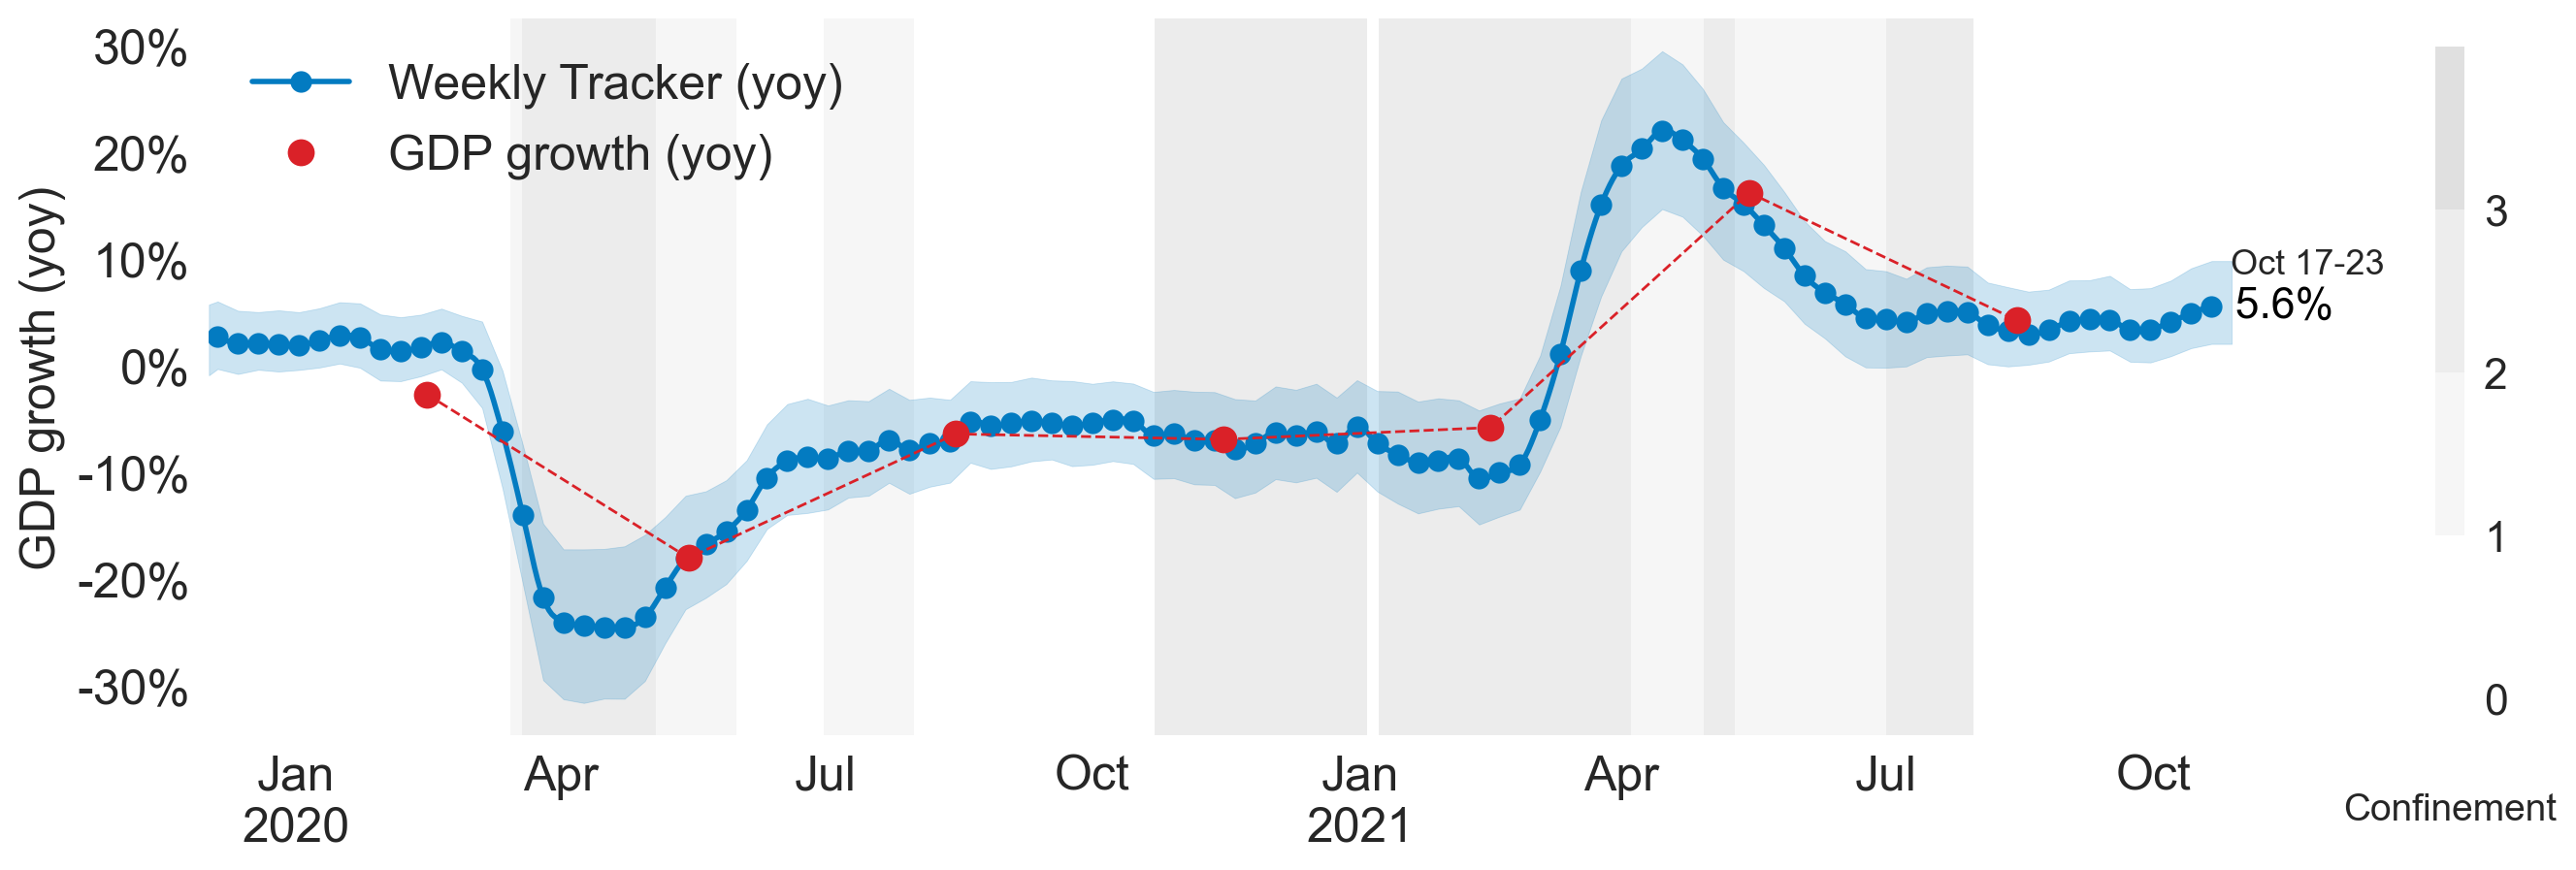 GDP growth (yoy)
30%
20%
10%
0%
-10%
-20%
-30%
Weekly Tracker (yoy)
GDP growth (yoy)
Oct 17-23
5.6%
3
2
1
0
Jan Apr Jul Oct Jan Apr Jul Oct
2020 2021
Confinement